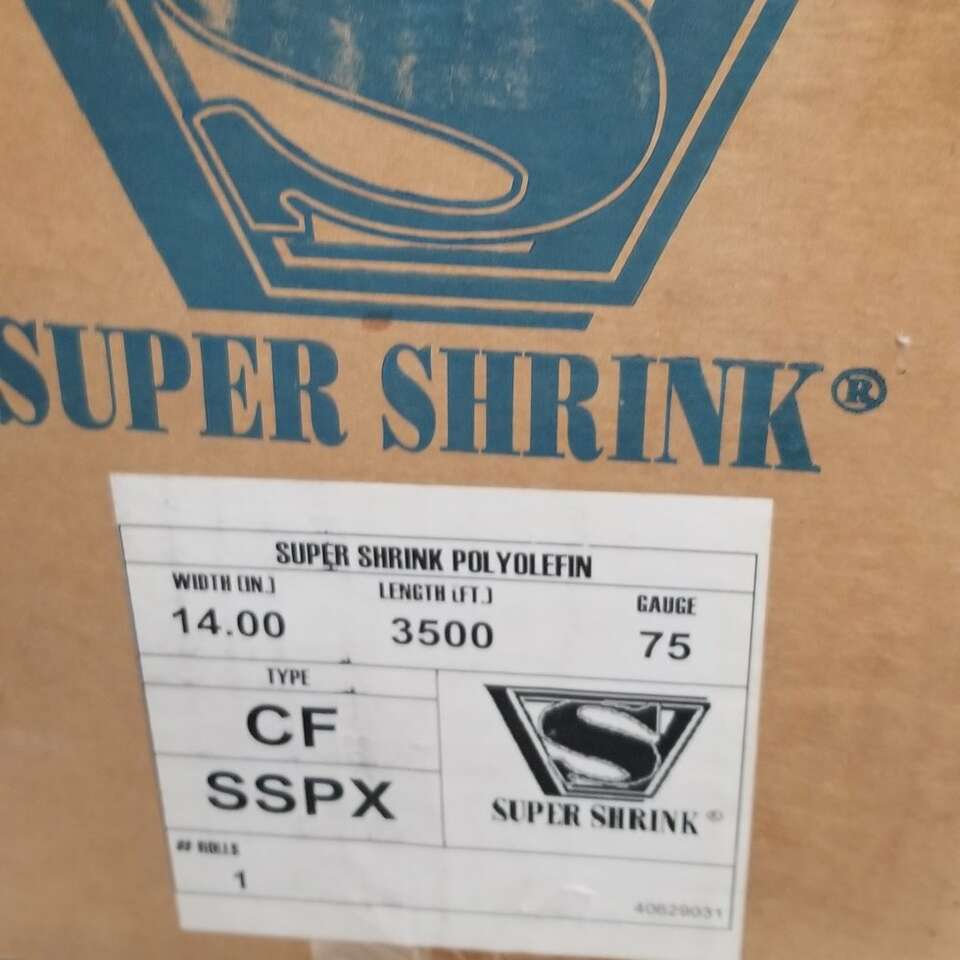 SUPER SHRINK®
SUPER SHRINK POLYOLEFIN
WIDTH (IN.) LENGTH (FT.) GAUGE
14.00 3500 75
TYPE
CF
SSPX
SUPER SHRINK ®
## ROLLS
1
40629031